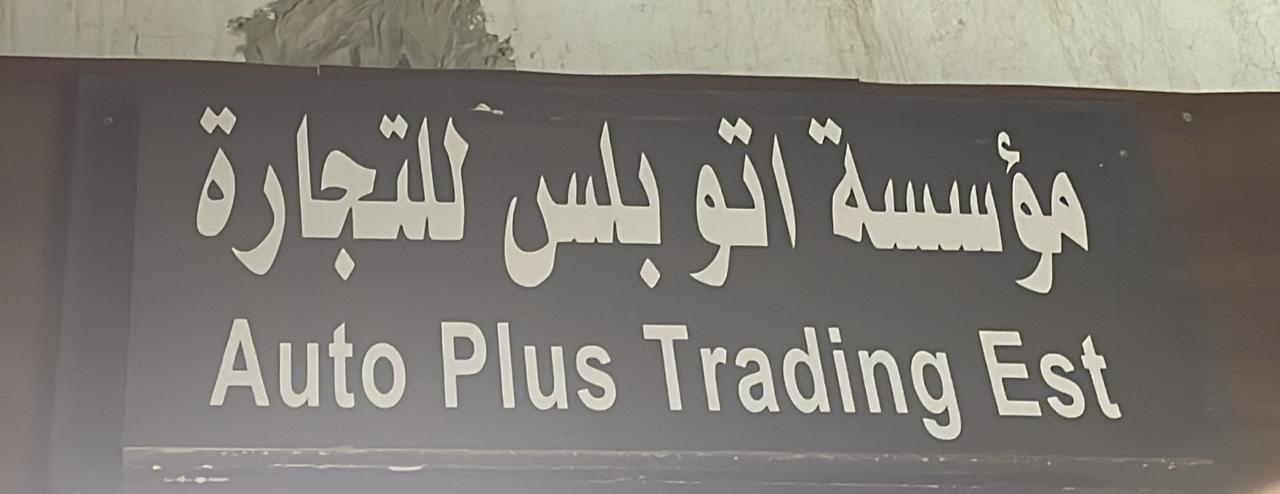 مؤسسة اتو بلس للتجارة
Auto Plus Trading Est